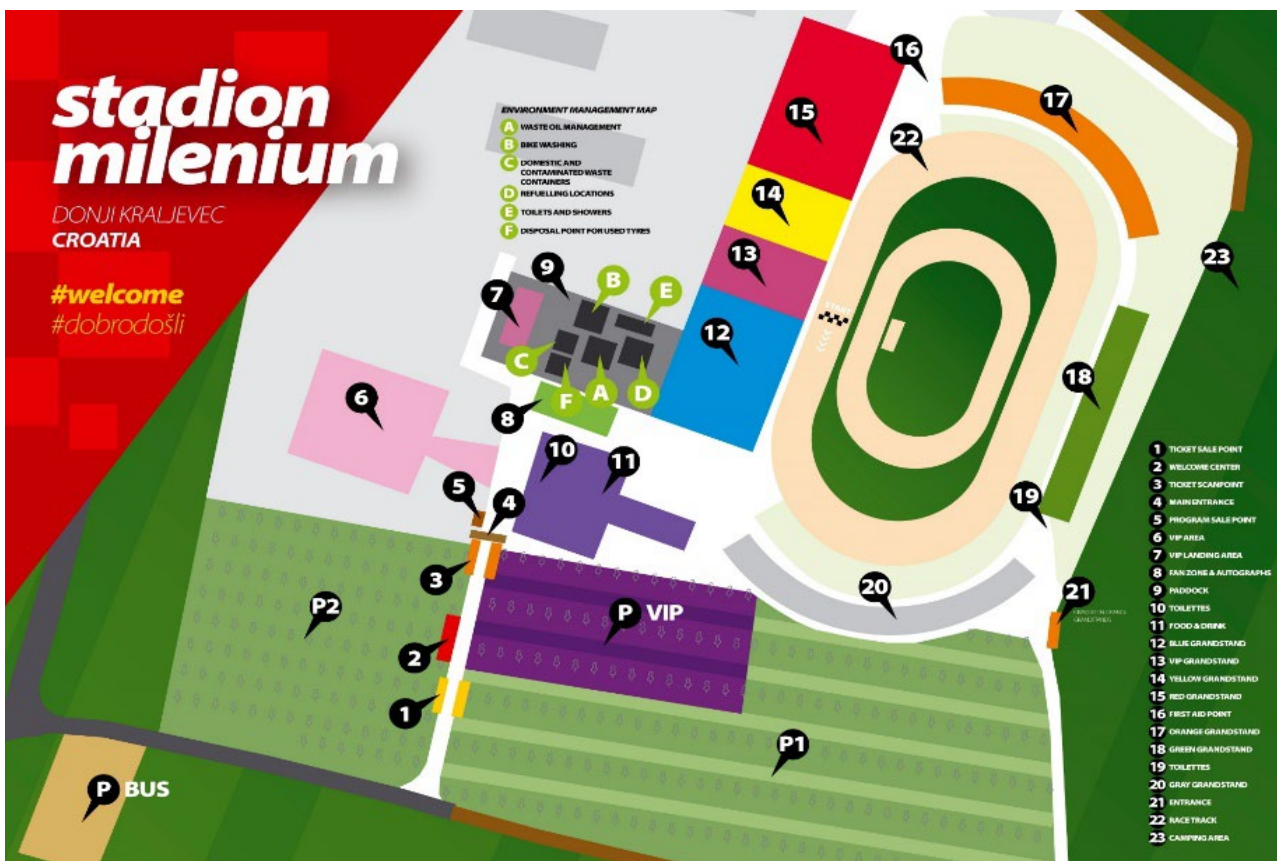 stadion
milenium
DONJI KRALJEVEC
CROATIA
#welcome
#dobrodošli
ENVIRONMENT MANAGEMENT MAP
A WASTE OIL MANAGEMENT
B BIKE WASHING
C DOMESTIC AND
CONTAMINATED WASTE
CONTAINERS
D REFUELLING LOCATIONS
E TOILETS AND SHOWERS
F DISPOSAL POINT FOR USED TYRES
16
17
15
22
14
13
23
9
B
E
7
START
12
C
A
D
F
18
6
8
10
11
5
4
19
3
20
21
P2
P VIP
2
1
P1
P BUS
1 TICKET SALE POINT
2 WELCOME CENTER
3 TICKET SCANPOINT
4 MAIN ENTRANCE
5 PROGRAM SALE POINT
6 VIP AREA
7 VIP LANDING AREA
8 FAN ZONE & AUTOGRAPHS
9 PADDOCK
10 TOILETTES
11 FOOD & DRINK
12 BLUE GRANDSTAND
13 VIP GRANDSTAND
14 YELLOW GRANDSTAND
15 RED GRANDSTAND
16 FIRST AID POINT
17 ORANGE GRANDSTAND
18 GREEN GRANDSTAND
19 TOILETTES
20 GRAY GRANDSTAND
21 ENTRANCE
22 RACE TRACK
23 CAMPING AREA